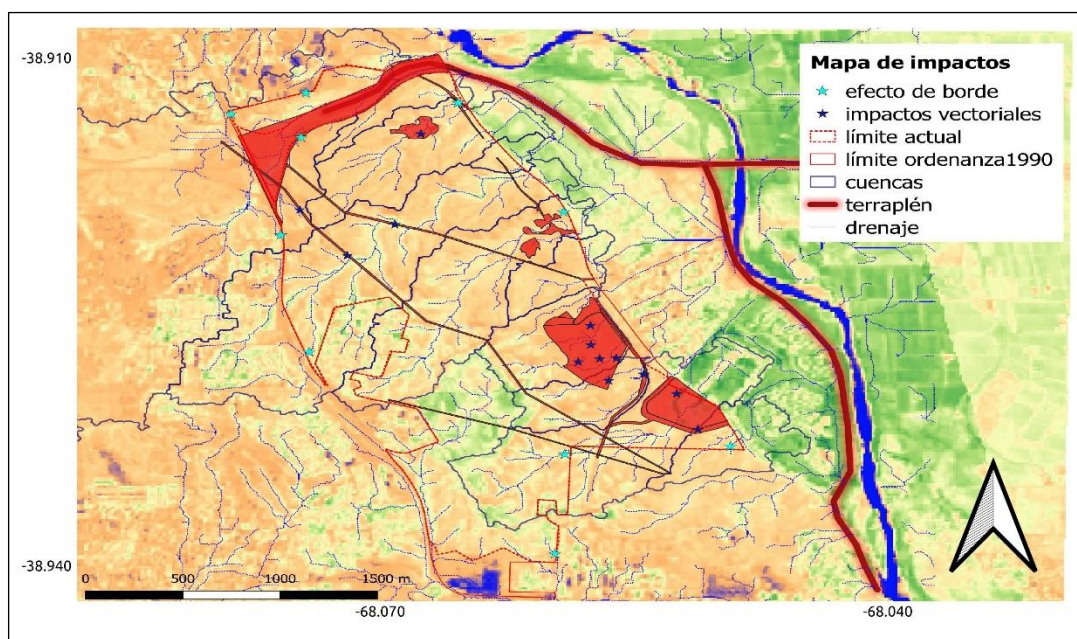 -38.910
Mapa de impactos
efecto de borde
impactos vectoriales
límite actual
límite ordenanza1990
cuencas
terraplén
drenaje
-38.940
0 500 1000 1500 m
-68.070 -68.040